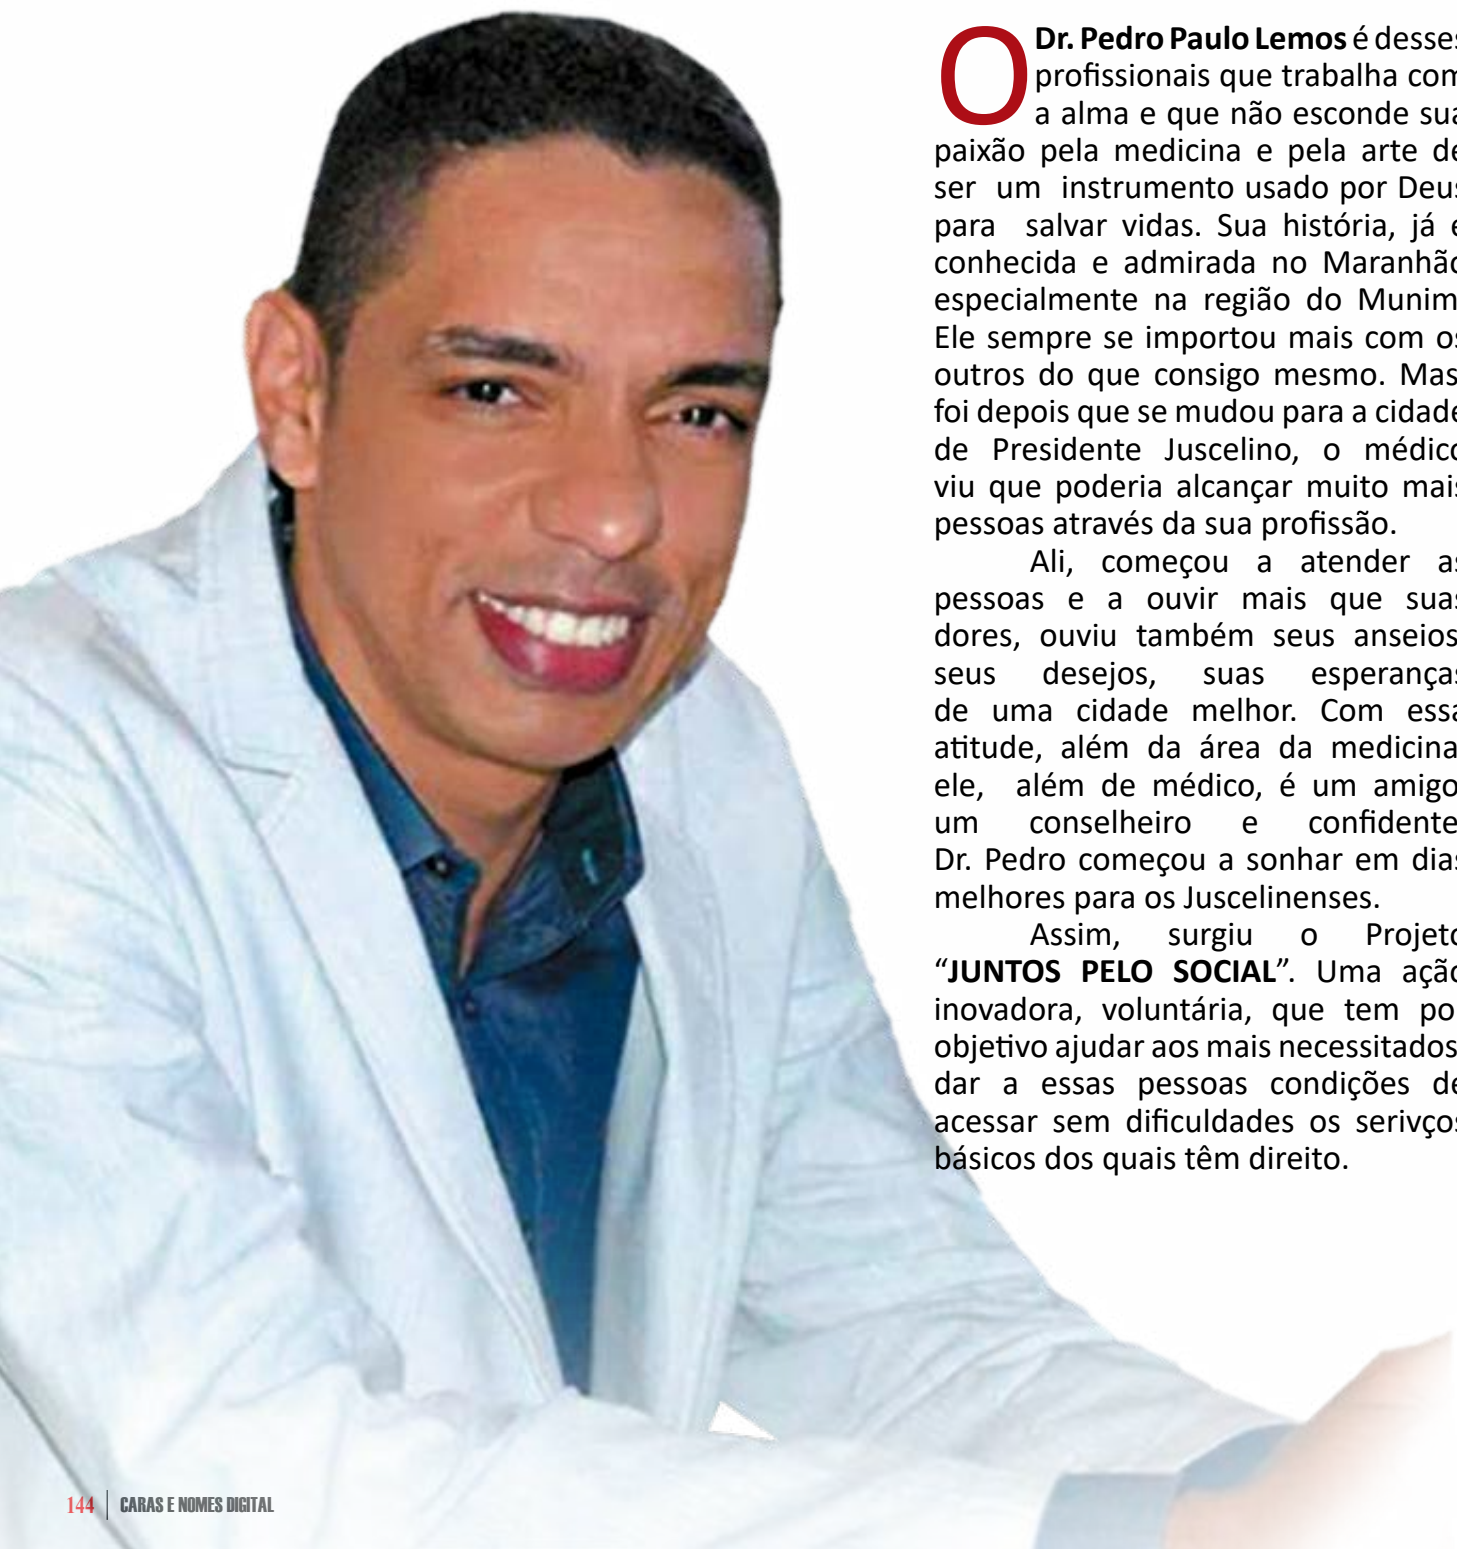 O Dr. Pedro Paulo Lemos é desses
profissionais que trabalha com
a alma e que não esconde sua
paixão pela medicina e pela arte de
ser um instrumento usado por Deus
para salvar vidas. Sua história, já é
conhecida e admirada no Maranhão
especialmente na região do Munim
Ele sempre se importou mais com os
outros do que consigo mesmo. Mas
foi depois que se mudou para a cidade
de Presidente Juscelino, o médico
viu que poderia alcançar muito mais
pessoas através da sua profissão.
Ali, começou a atender as
pessoas e a ouvir mais que suas
dores, ouviu também seus anseios
seus desejos, suas esperanças
de uma cidade melhor. Com essa
atitude, além da área da medicina
ele, além de médico, é um amigo
um conselheiro e confidente
Dr. Pedro começou a sonhar em dias
melhores para os Juscelinenses.
Assim, surgiu o Projeto
“JUNTOS PELO SOCIAL”. Uma ação
inovadora, voluntária, que tem por
objetivo ajudar aos mais necessitados
dar a essas pessoas condições de
acessar sem dificuldades os serivços
básicos dos quais têm direito.
144 | CARAS E NOMES DIGITAL